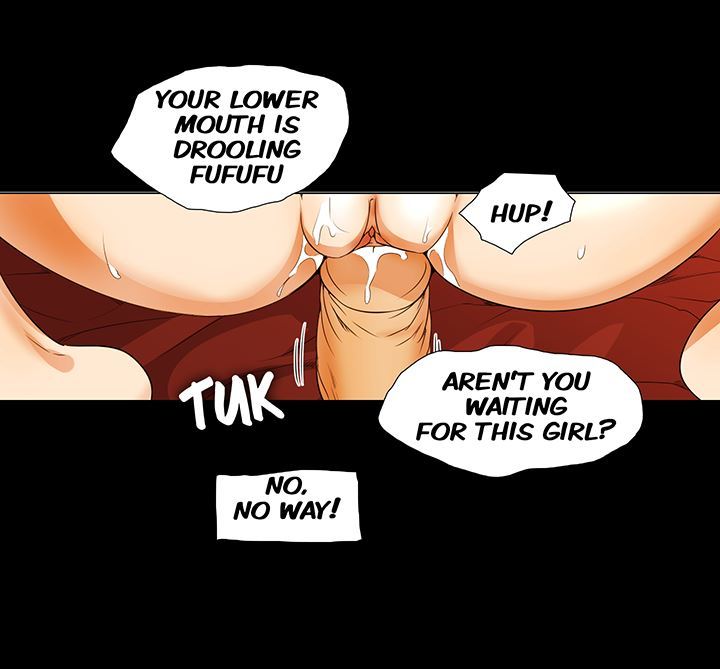 YOUR LOWER
MOUTH IS
DROOLING
FUFUFU
HUP!
TUK
AREN'T YOU
WAITING
FOR THIS GIRL?
NO,
NO WAY!